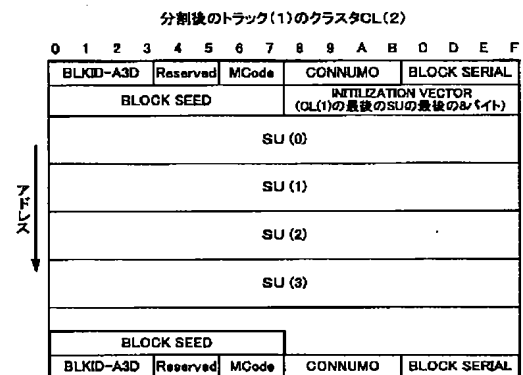 分割後のトラック(1)のクラスタCL(2)
0 1 2 3 4 5 6 7 8 9 A B C D E F
BLKID-A3D Reserved MCode CONNUMO BLOCK SERIAL
BLOCK SEED INITILIZATION VECTOR
(CL(1)の最後のSUの最後の8バイト)
SU (0)
SU (1)
アドレス
SU (2)
SU (3)
BLOCK SEED
BLKID-A3D Reserved MCode CONNUMO BLOCK SERIAL